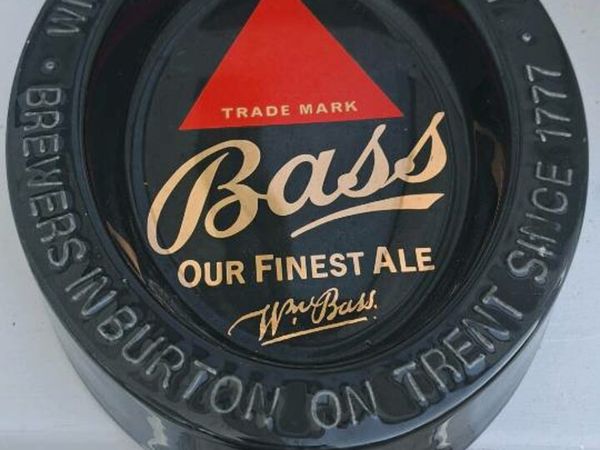 TRADE MARK
Bass
OUR FINEST ALE
Wm Bass.
· BREWERS IN BURTON ON TRENT SINCE 1777 ·